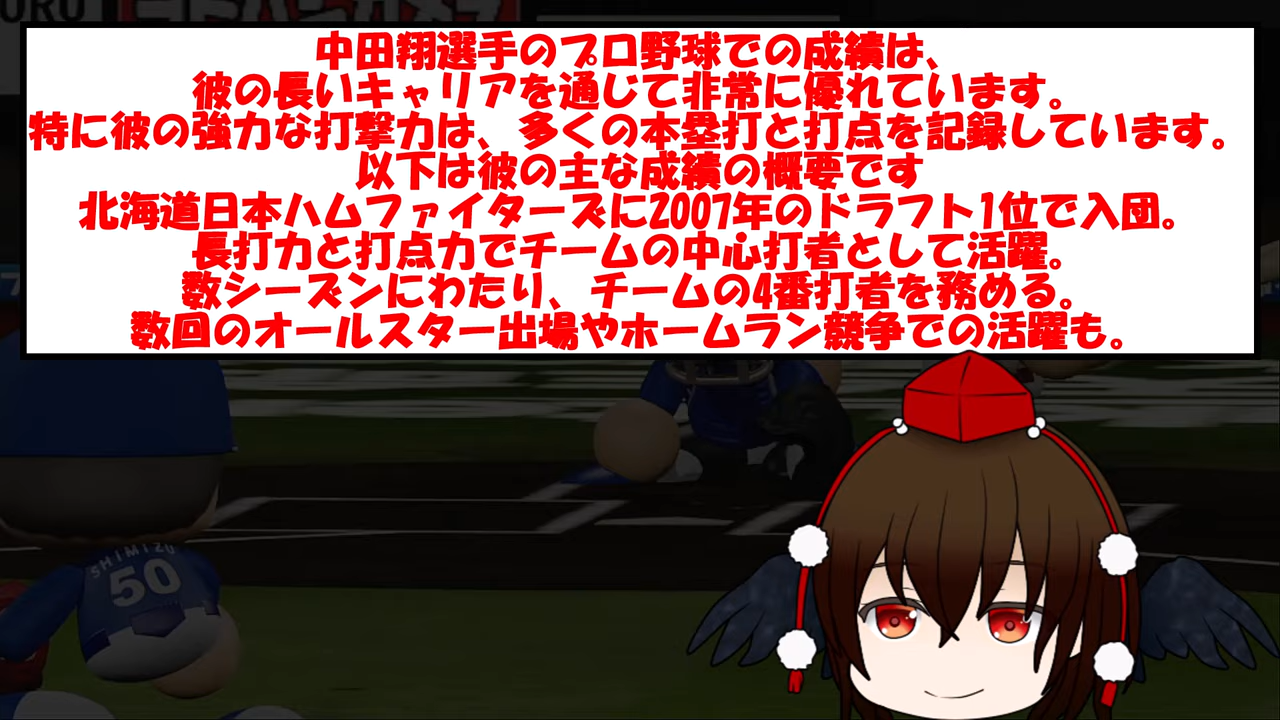 中田翔選手のプロ野球での成績は、
彼の長いキャリアを通じて非常に優れています。
特に彼の強力な打撃力は、多くの本塁打と打点を記録しています。
以下は彼の主な成績の概要です
北海道日本ハムファイターズに2007年のドラフト1位で入団。
長打力と打点力でチームの中心打者として活躍。
数シーズンにわたり、チームの4番打者を務める。
数回のオールスター出場やホームラン競争での活躍も。
SHIMIZU
50